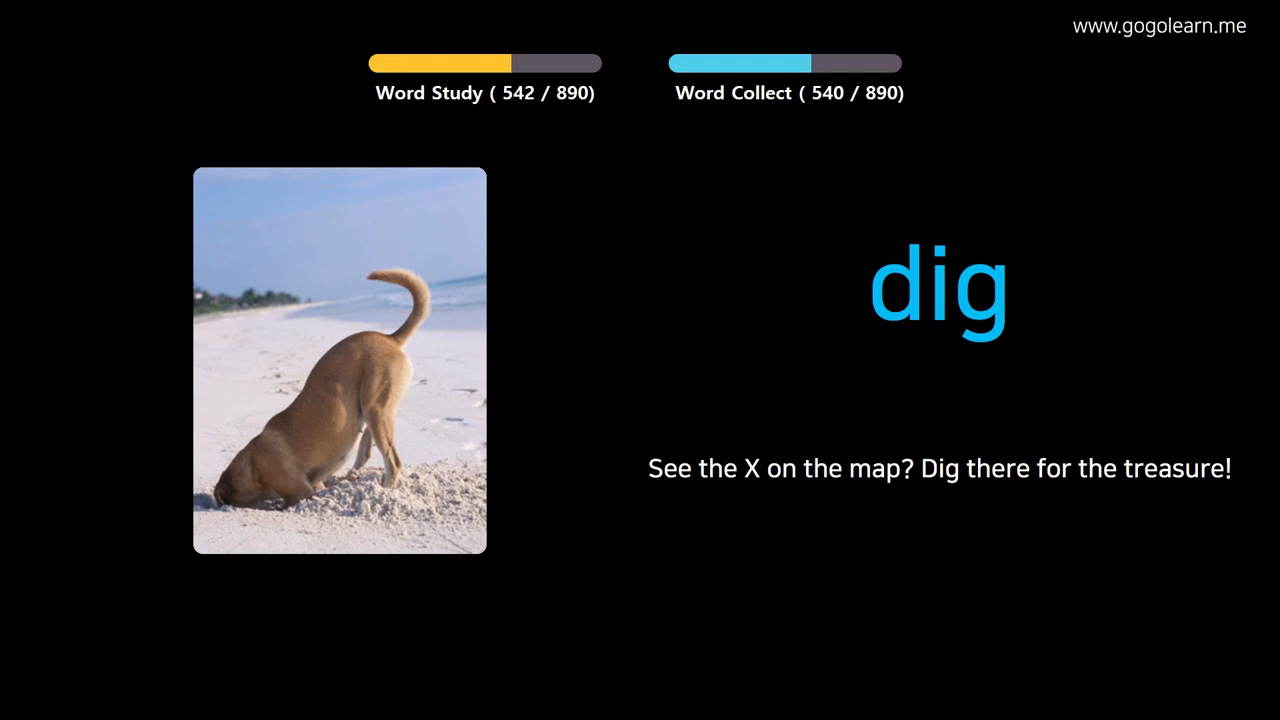 www.gogolearn.me
Word Study ( 542 / 890)
Word Collect ( 540 / 890)
dig
See the X on the map? Dig there for the treasure!